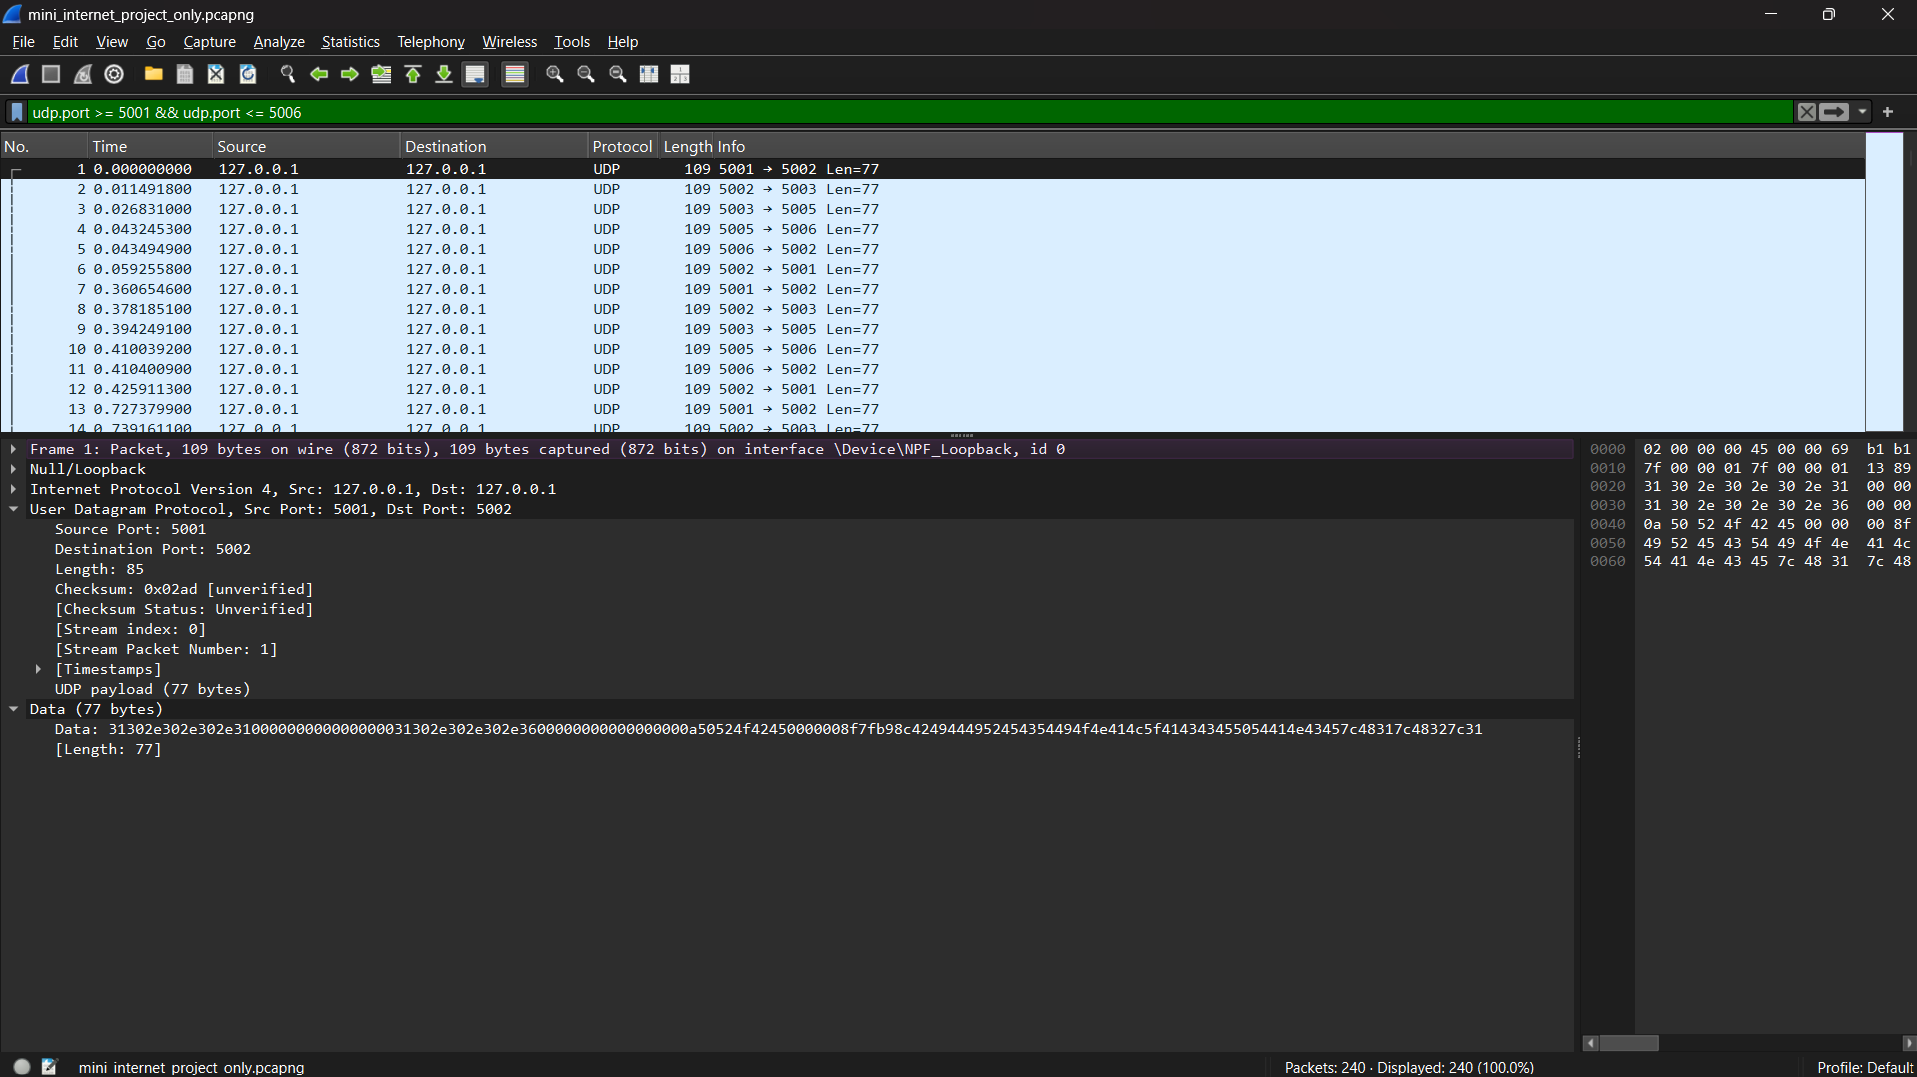 mini_internet_project_only.pcapng
File Edit View Go Capture Analyze Statistics Telephony Wireless Tools Help
udp.port >= 5001 && udp.port <= 5006
No. Time Source Destination Protocol Length Info
1 0.000000000 127.0.0.1 127.0.0.1 UDP 109 5001 → 5002 Len=77
2 0.011491800 127.0.0.1 127.0.0.1 UDP 109 5002 → 5003 Len=77
3 0.026831000 127.0.0.1 127.0.0.1 UDP 109 5003 → 5005 Len=77
4 0.043245300 127.0.0.1 127.0.0.1 UDP 109 5005 → 5006 Len=77
5 0.043494900 127.0.0.1 127.0.0.1 UDP 109 5006 → 5002 Len=77
6 0.059255800 127.0.0.1 127.0.0.1 UDP 109 5002 → 5001 Len=77
7 0.360654600 127.0.0.1 127.0.0.1 UDP 109 5001 → 5002 Len=77
8 0.378185100 127.0.0.1 127.0.0.1 UDP 109 5002 → 5003 Len=77
9 0.394249100 127.0.0.1 127.0.0.1 UDP 109 5003 → 5005 Len=77
10 0.410039200 127.0.0.1 127.0.0.1 UDP 109 5005 → 5006 Len=77
11 0.410400900 127.0.0.1 127.0.0.1 UDP 109 5006 → 5002 Len=77
12 0.425911300 127.0.0.1 127.0.0.1 UDP 109 5002 → 5001 Len=77
13 0.727379900 127.0.0.1 127.0.0.1 UDP 109 5001 → 5002 Len=77
14 0.739161100 127.0.0.1 127.0.0.1 UDP 109 5002 → 5003 Len=77
Frame 1: Packet, 109 bytes on wire (872 bits), 109 bytes captured (872 bits) on interface \Device\NPF_Loopback, id 0
Null/Loopback
Internet Protocol Version 4, Src: 127.0.0.1, Dst: 127.0.0.1
User Datagram Protocol, Src Port: 5001, Dst Port: 5002
Source Port: 5001
Destination Port: 5002
Length: 85
Checksum: 0x02ad [unverified]
[Checksum Status: Unverified]
[Stream index: 0]
[Stream Packet Number: 1]
[Timestamps]
UDP payload (77 bytes)
Data (77 bytes)
Data: 31302e302e302e3100000000000000000031302e302e302e3600000000000000000a50524f42450000008f7fb98c4249444952454354494f4e414c5f414343455054414e43457c48317c48327c31
[Length: 77]
0000 02 00 00 00 45 00 00 69 b1 b1
0010 7f 00 00 01 7f 00 00 01 13 89
0020 31 30 2e 30 2e 30 2e 31 00 00
0030 31 30 2e 30 2e 30 2e 36 00 00
0040 0a 50 52 4f 42 45 00 00 00 8f
0050 49 52 45 43 54 49 4f 4e 41 4c
0060 54 41 4e 43 45 7c 48 31 7c 48
mini_internet_project_only.pcapng
Packets: 240 · Displayed: 240 (100.0%)
Profile: Default